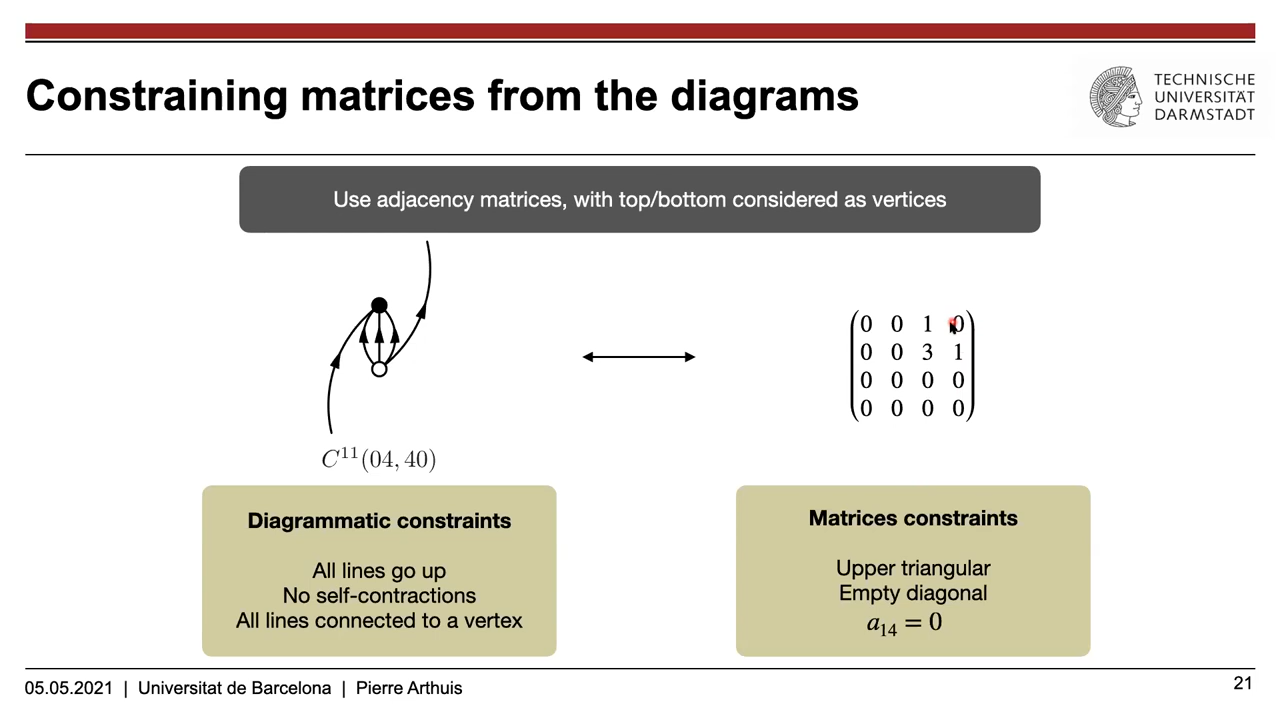 Constraining matrices from the diagrams
TECHNISCHE
UNIVERSITÄT
DARMSTADT
Use adjacency matrices, with top/bottom considered as vertices
0 0 1 0
0 0 3 1
0 0 0 0
0 0 0 0
C¹¹(04, 40)
Diagrammatic constraints
All lines go up
No self-contractions
All lines connected to a vertex
Matrices constraints
Upper triangular
Empty diagonal
a₁₄ = 0
05.05.2021 | Universitat de Barcelona | Pierre Arthuis
21